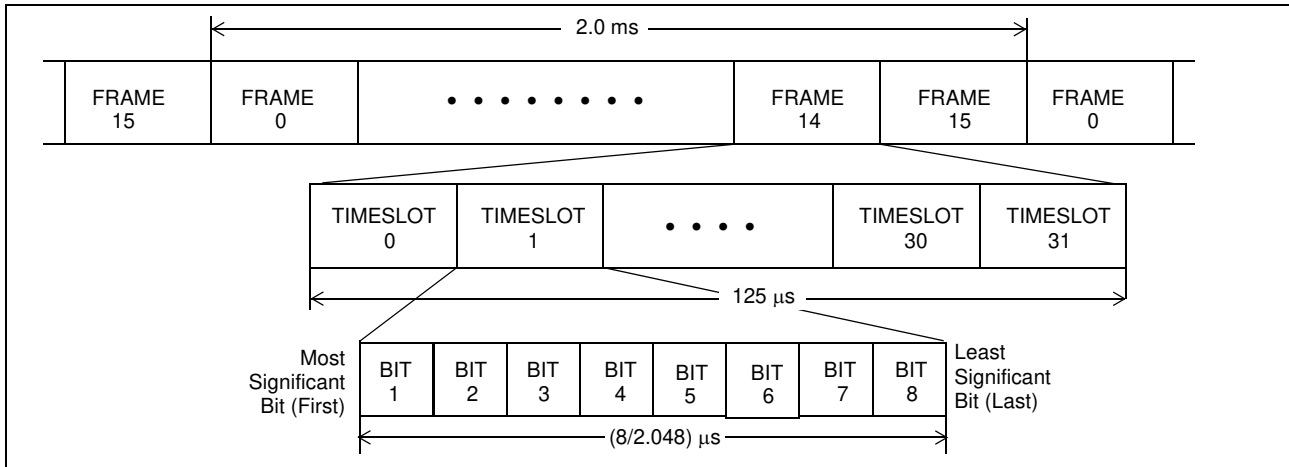 2.0 ms
FRAME
15
FRAME
0
• • • • • • • •
FRAME
14
FRAME
15
FRAME
0
TIMESLOT
0
TIMESLOT
1
• • • •
TIMESLOT
30
TIMESLOT
31
125 μs
Most
Significant
Bit (First)
BIT
1
BIT
2
BIT
3
BIT
4
BIT
5
BIT
6
BIT
7
BIT
8
Least
Significant
Bit (Last)
(8/2.048) μs